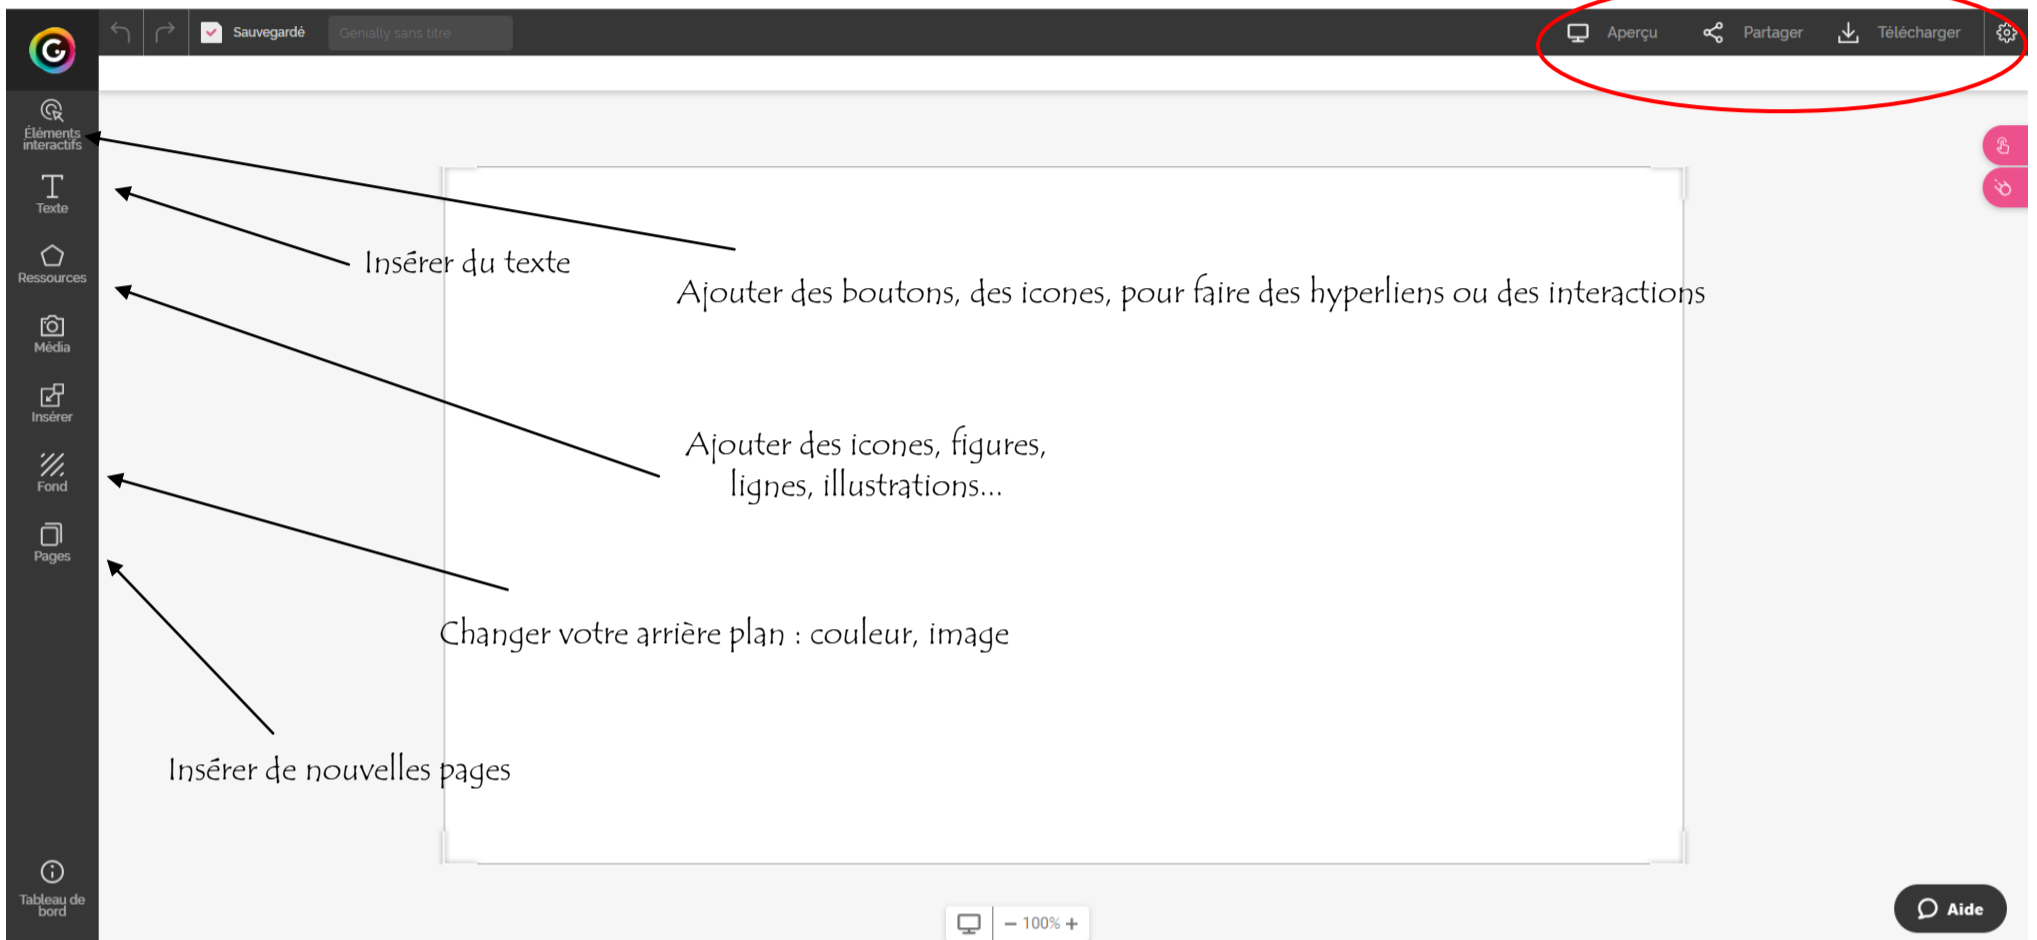 Sauvegardé
Genially sans titre
Aperçu
Partager
Télécharger
Éléments
interactifs
Texte
Ressources
Média
Insérer
Fond
Pages
Tableau de
bord
Insérer du texte
Ajouter des boutons, des icones, pour faire des hyperliens ou des interactions
Ajouter des icones, figures,
lignes, illustrations...
Changer votre arrière plan : couleur, image
Insérer de nouvelles pages
– 100% +
Aide